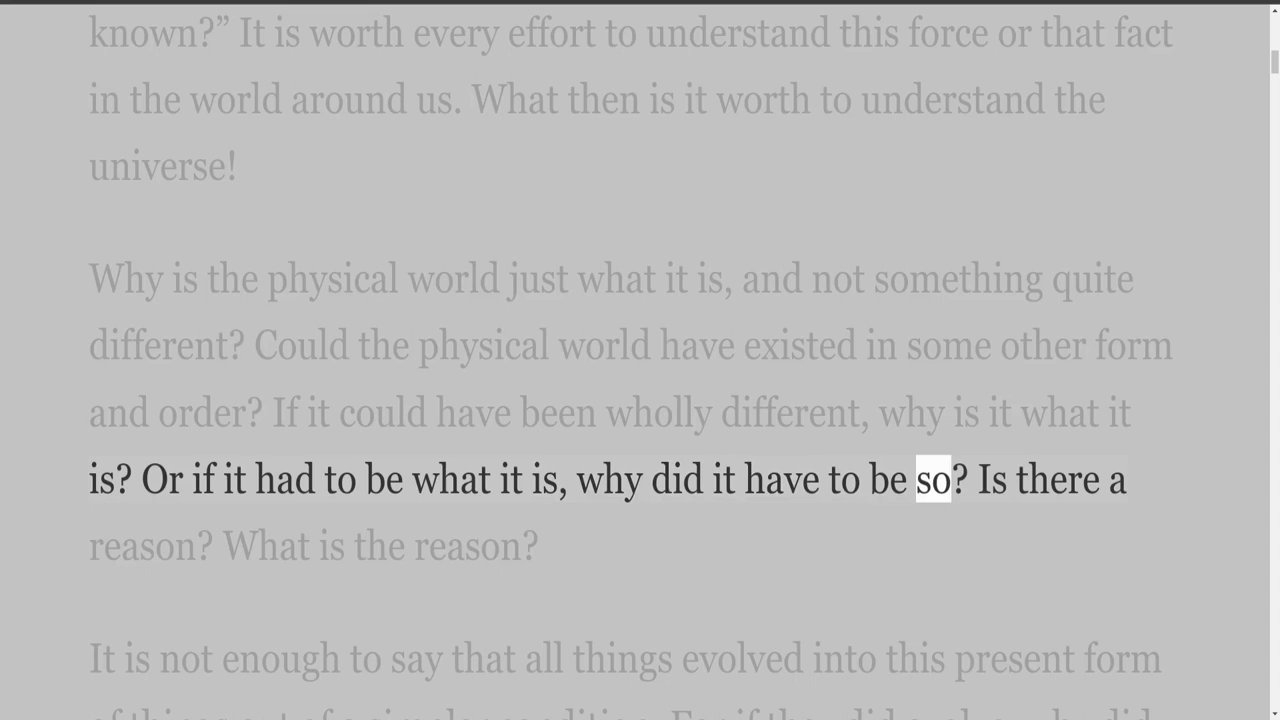 known?” It is worth every effort to understand this force or that fact
in the world around us. What then is it worth to understand the
universe!
Why is the physical world just what it is, and not something quite
different? Could the physical world have existed in some other form
and order? If it could have been wholly different, why is it what it
is? Or if it had to be what it is, why did it have to be so? Is there a
reason? What is the reason?
It is not enough to say that all things evolved into this present form